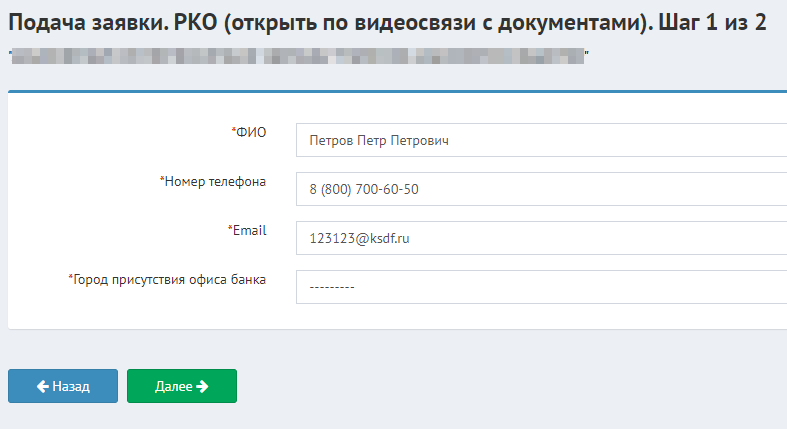 Подача заявки. РКО (открыть по видеосвязи с документами). Шаг 1 из 2
*ФИО
Петров Петр Петрович
*Номер телефона
8 (800) 700-60-50
*Email
123123@ksdf.ru
*Город присутствия офиса банка
---------
Назад
Далее